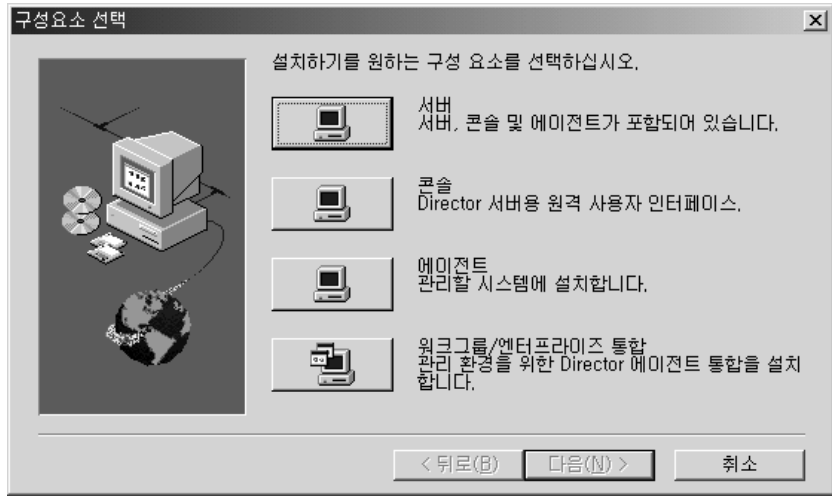 구성요소 선택
설치하기를 원하는 구성 요소를 선택하십시오.
서버
서버, 콘솔 및 에이전트가 포함되어 있습니다.
콘솔
Director 서버용 원격 사용자 인터페이스.
에이전트
관리할 시스템에 설치합니다.
워크그룹/엔터프라이즈 통합
관리 환경을 위한 Director 에이전트 통합을 설치
합니다.
< 뒤로(B) 다음(N) > 취소